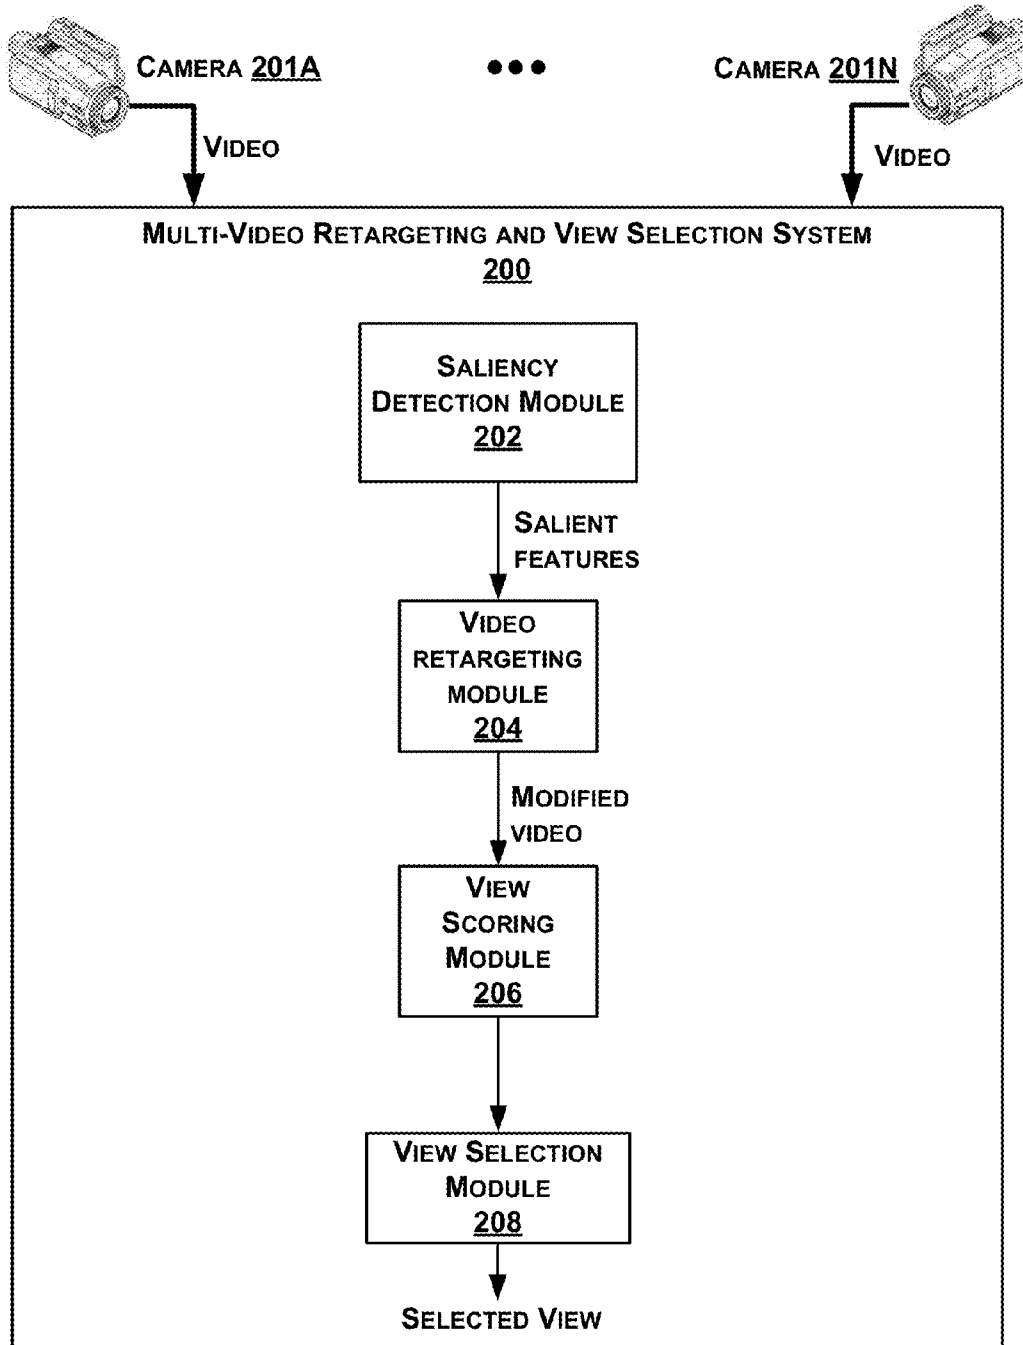 CAMERA 201A
•••
CAMERA 201N
VIDEO
VIDEO
MULTI-VIDEO RETARGETING AND VIEW SELECTION SYSTEM
200
SALIENCY
DETECTION MODULE
202
SALIENT
FEATURES
VIDEO
RETARGETING
MODULE
204
MODIFIED
VIDEO
VIEW
SCORING
MODULE
206
VIEW SELECTION
MODULE
208
SELECTED VIEW